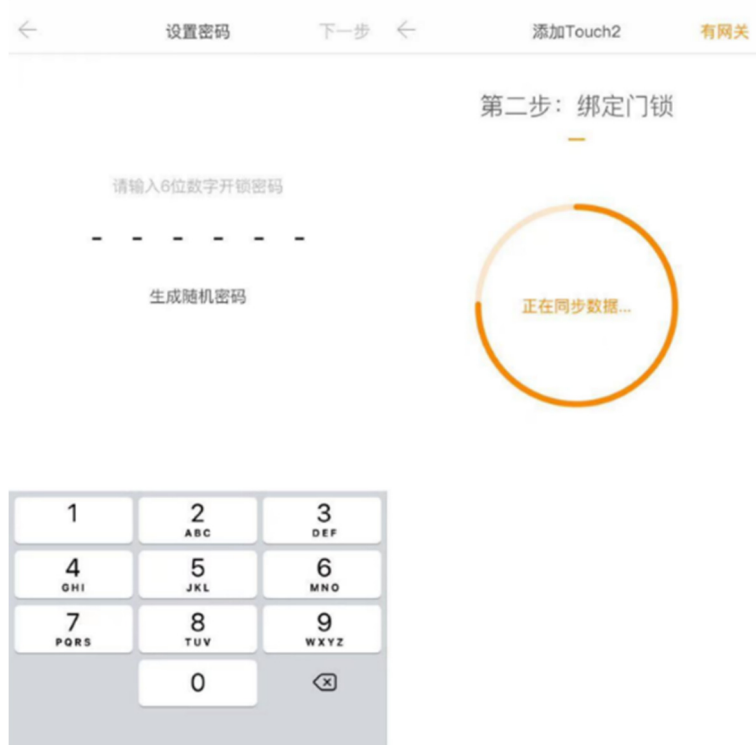 设置密码
下一步
请输入6位数字开锁密码
- - - - - -
生成随机密码
1
2
ABC
3
DEF
4
GHI
5
JKL
6
MNO
7
PQRS
8
TUV
9
WXYZ
0
添加Touch2
有网关
第二步：绑定门锁
正在同步数据...